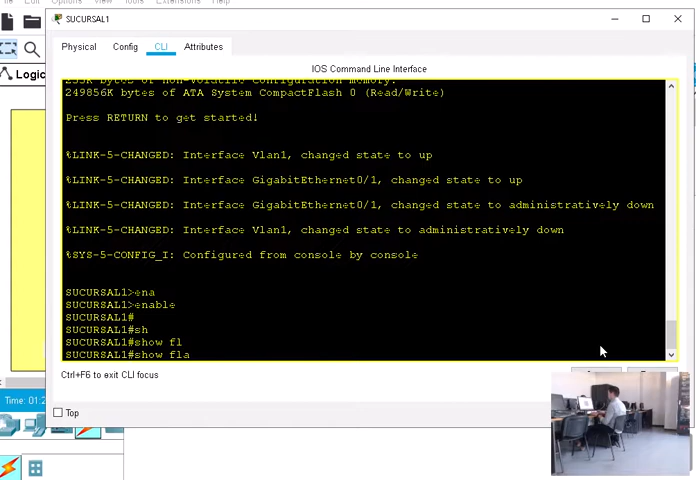 File Edit Options View Tools Extensions Help
SUCURSAL1
Physical Config CLI Attributes
Logic
IOS Command Line Interface
255K bytes of non-volatile configuration memory.
249856K bytes of ATA System CompactFlash 0 (Read/Write)
Press RETURN to get started!
%LINK-5-CHANGED: Interface Vlan1, changed state to up
%LINK-5-CHANGED: Interface GigabitEthernet0/1, changed state to up
%LINK-5-CHANGED: Interface GigabitEthernet0/1, changed state to administratively down
%LINK-5-CHANGED: Interface Vlan1, changed state to administratively down
%SYS-5-CONFIG_I: Configured from console by console
SUCURSAL1>ena
SUCURSAL1>enable
SUCURSAL1#
SUCURSAL1#sh
SUCURSAL1#show fl
SUCURSAL1#show fla
Ctrl+F6 to exit CLI focus
Time: 01:2
Top